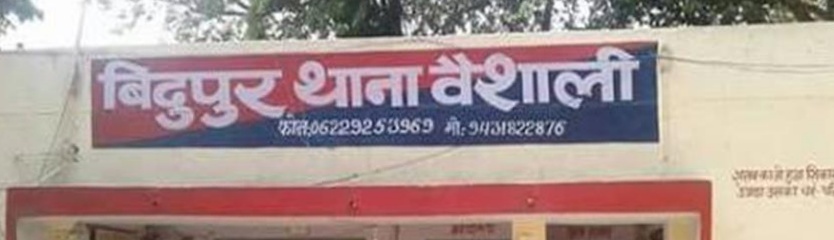 बिदुपुर थाना वैशाली
फोन:06229253969 मो: 9431822876